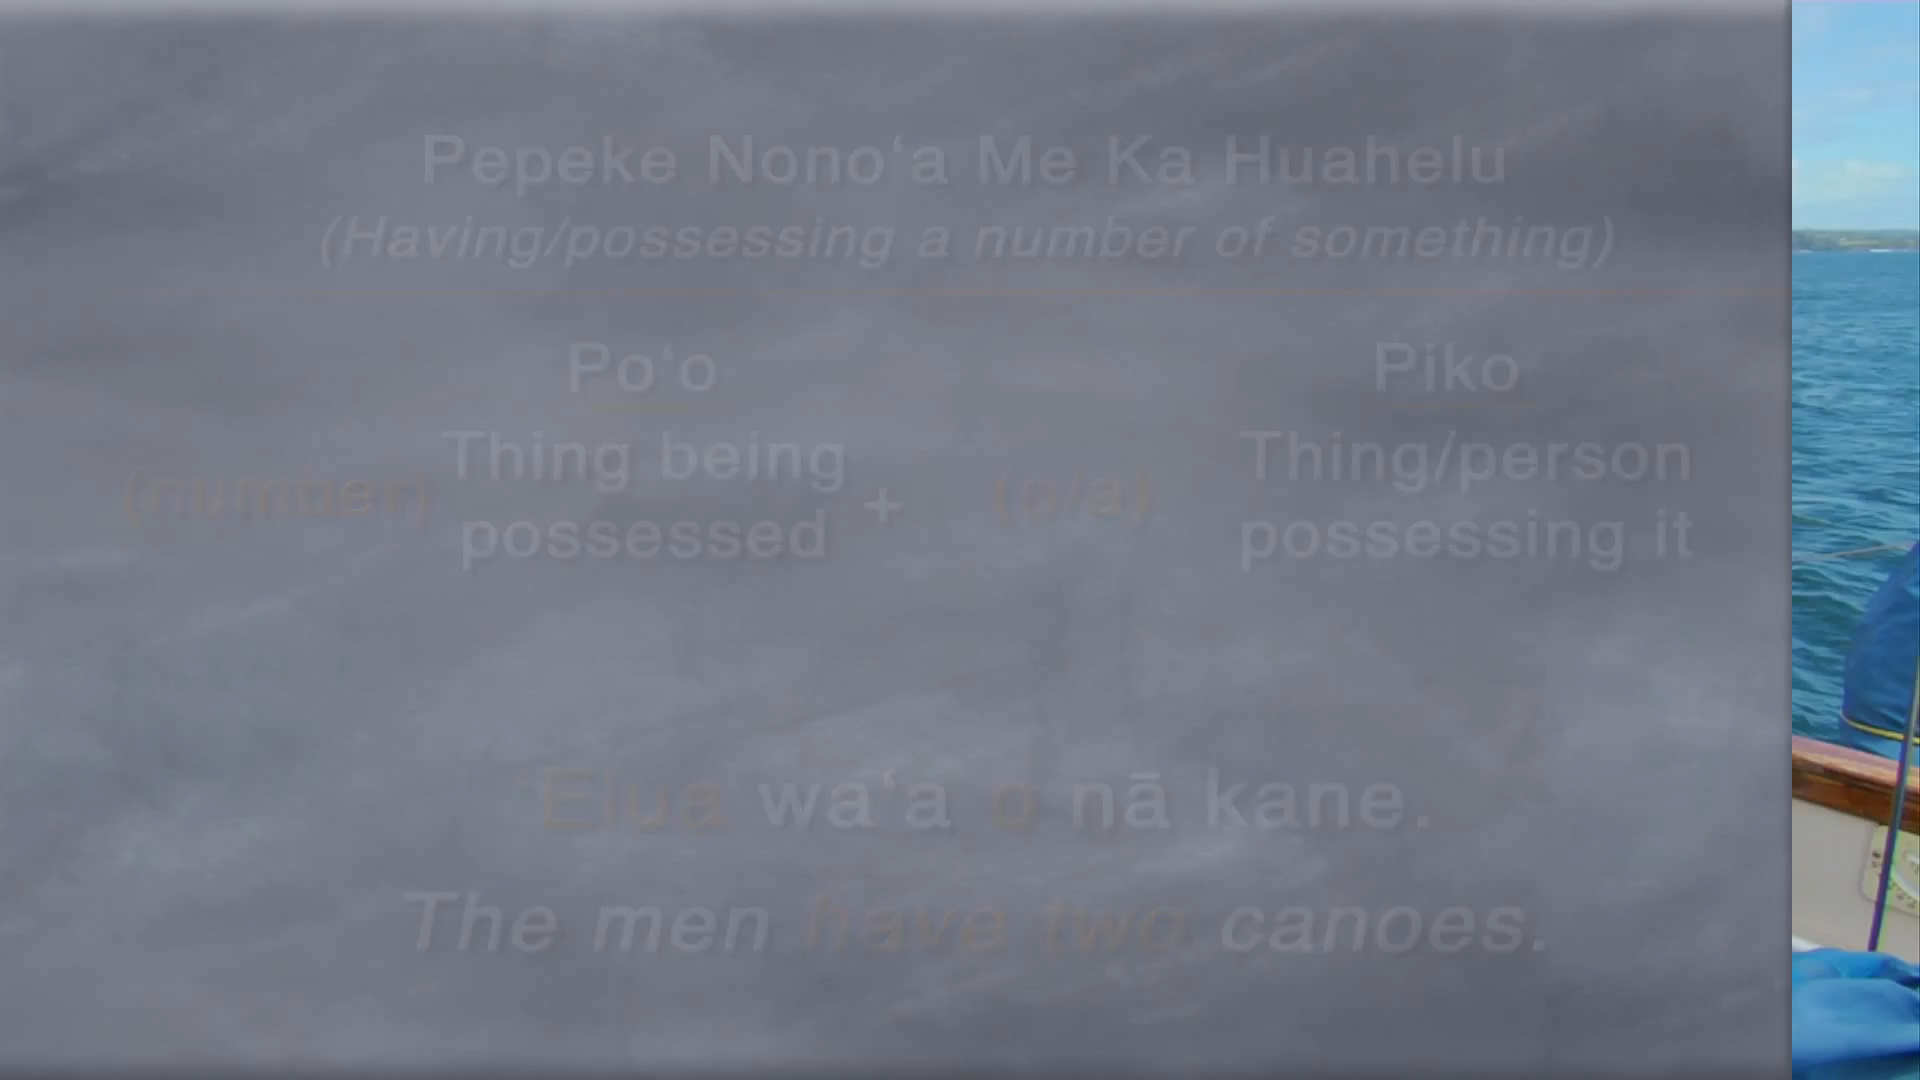 Pepeke Nonoʻa Me Ka Huahelu
(Having/possessing a number of something)
Poʻo
Piko
(number) Thing being possessed + (o/a) Thing/person possessing it
ʻElua waʻa o nā kane.
The men have two canoes.